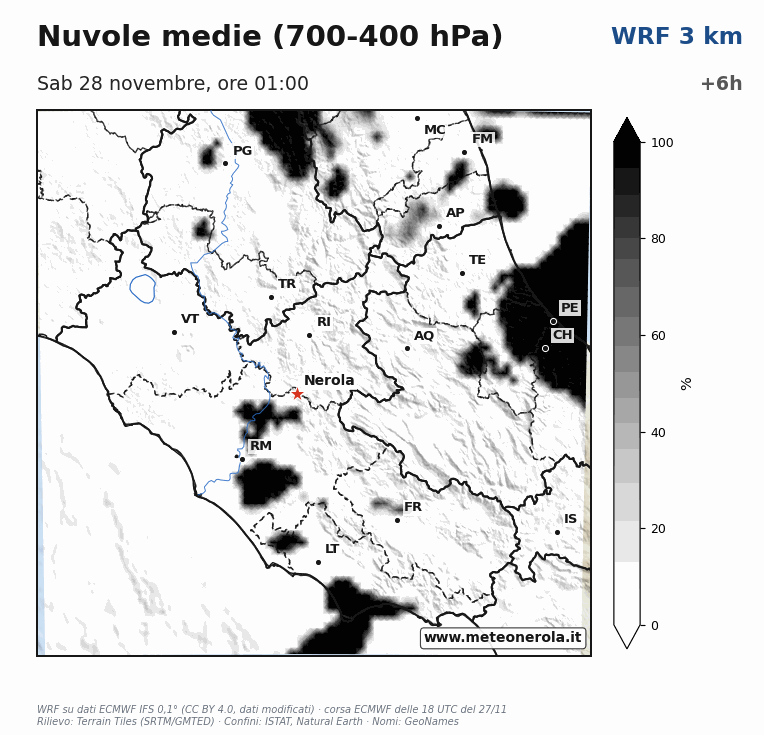 Nuvole medie (700-400 hPa)
WRF 3 km
Sab 28 novembre, ore 01:00
+6h
MC
FM
PG
AP
TE
TR
PE
VT
RI
AQ
CH
Nerola
RM
FR
IS
LT
www.meteonerola.it
100
80
60
40
20
0
%
WRF su dati ECMWF IFS 0,1° (CC BY 4.0, dati modificati) · corsa ECMWF delle 18 UTC del 27/11
Rilievo: Terrain Tiles (SRTM/GMTED) · Confini: ISTAT, Natural Earth · Nomi: GeoNames